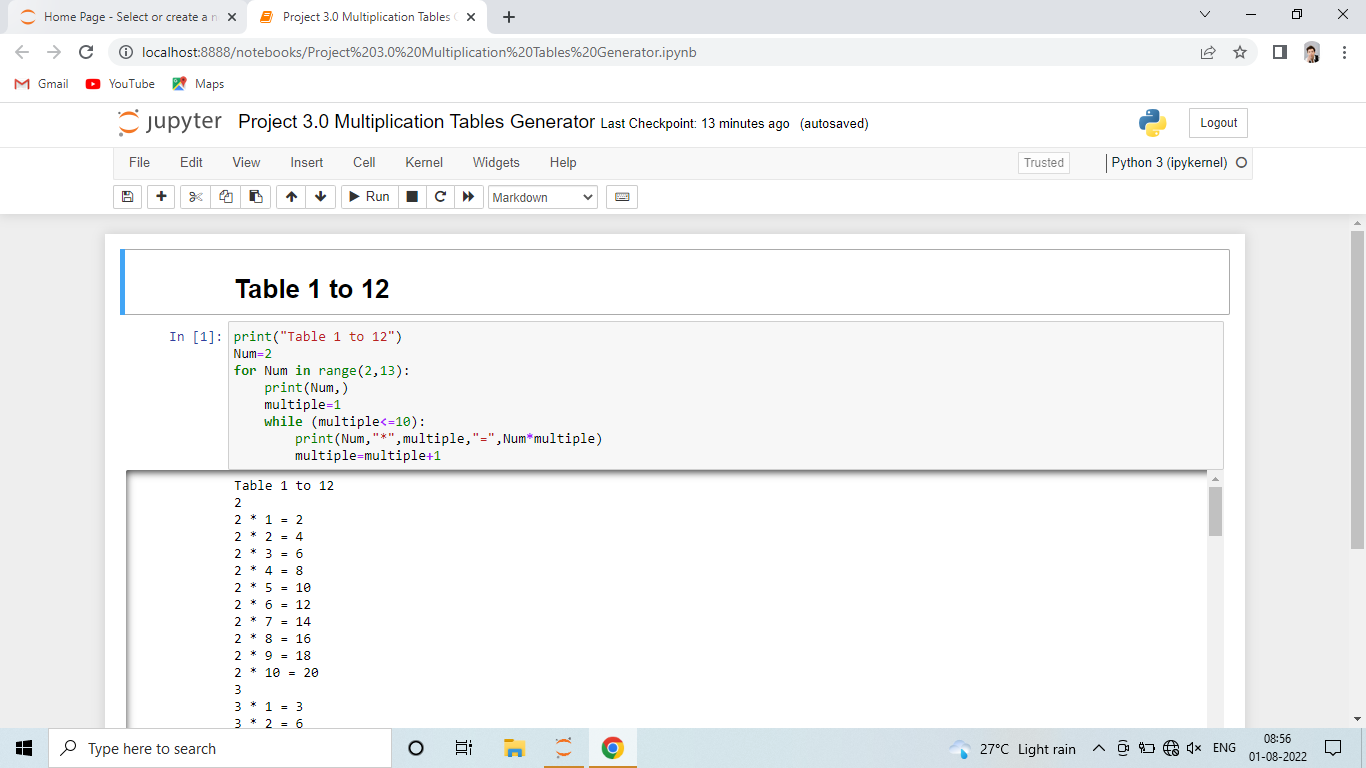 Home Page - Select or create a n
Project 3.0 Multiplication Tables G
localhost:8888/notebooks/Project%203.0%20Multiplication%20Tables%20Generator.ipynb
Gmail YouTube Maps
jupyter Project 3.0 Multiplication Tables Generator Last Checkpoint: 13 minutes ago (autosaved)
Logout
File Edit View Insert Cell Kernel Widgets Help
Trusted
Python 3 (ipykernel)
Run
Markdown
Table 1 to 12
In [1]:
print("Table 1 to 12")
Num=2
for Num in range(2,13):
    print(Num,)
    multiple=1
    while (multiple<=10):
        print(Num,"*",multiple,"=",Num*multiple)
        multiple=multiple+1
Table 1 to 12
2
2 * 1 = 2
2 * 2 = 4
2 * 3 = 6
2 * 4 = 8
2 * 5 = 10
2 * 6 = 12
2 * 7 = 14
2 * 8 = 16
2 * 9 = 18
2 * 10 = 20
3
3 * 1 = 3
3 * 2 = 6
Type here to search
27°C Light rain
ENG
08:56
01-08-2022